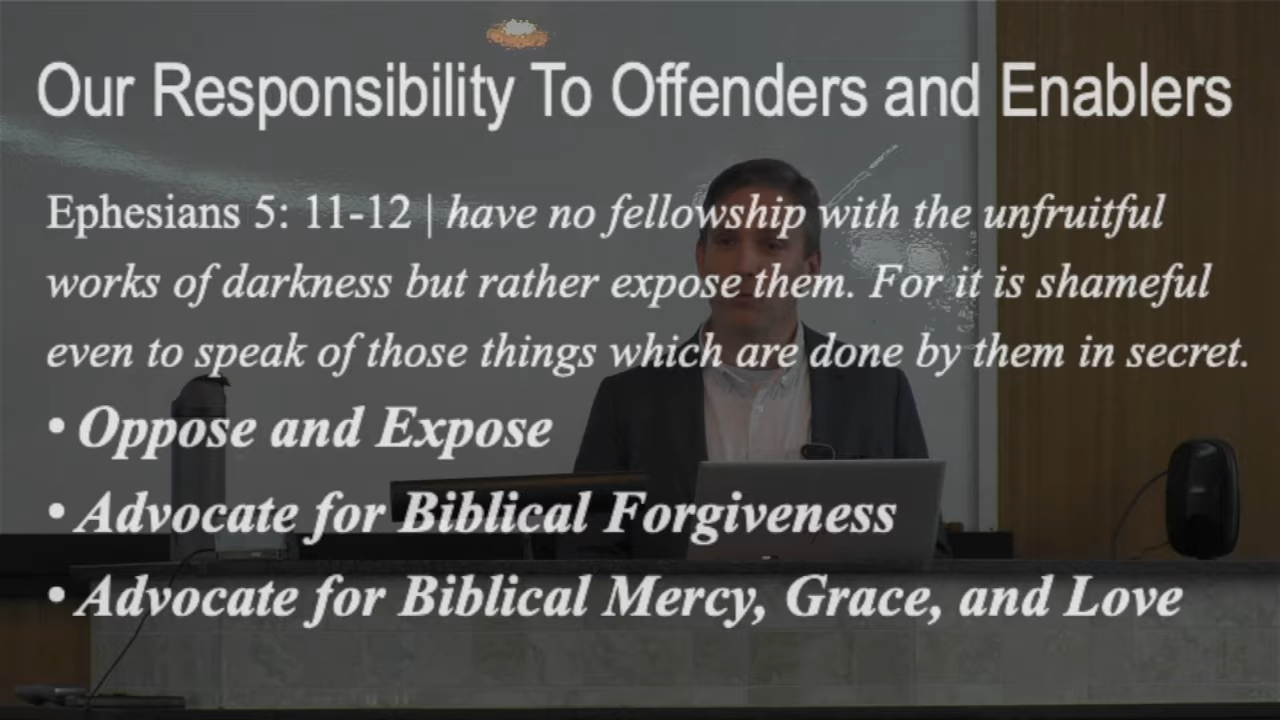 Our Responsibility To Offenders and Enablers
Ephesians 5: 11-12 | have no fellowship with the unfruitful
works of darkness but rather expose them. For it is shameful
even to speak of those things which are done by them in secret.
• Oppose and Expose
• Advocate for Biblical Forgiveness
• Advocate for Biblical Mercy, Grace, and Love